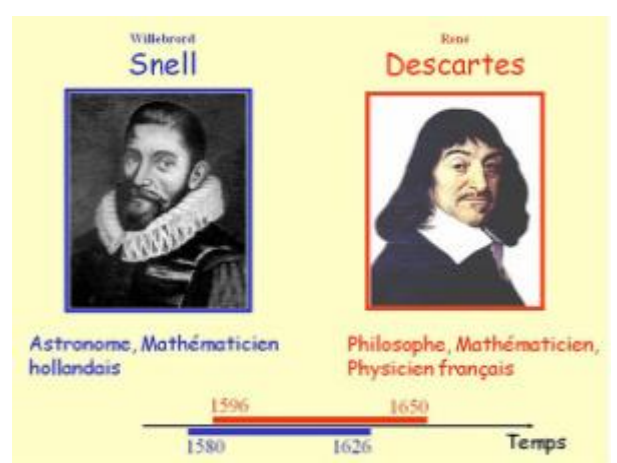 Willebrord
Snell
René
Descartes
Astronome, Mathématicien
hollandais
Philosophe, Mathématicien,
Physicien français
1596 1650
1580 1626
Temps